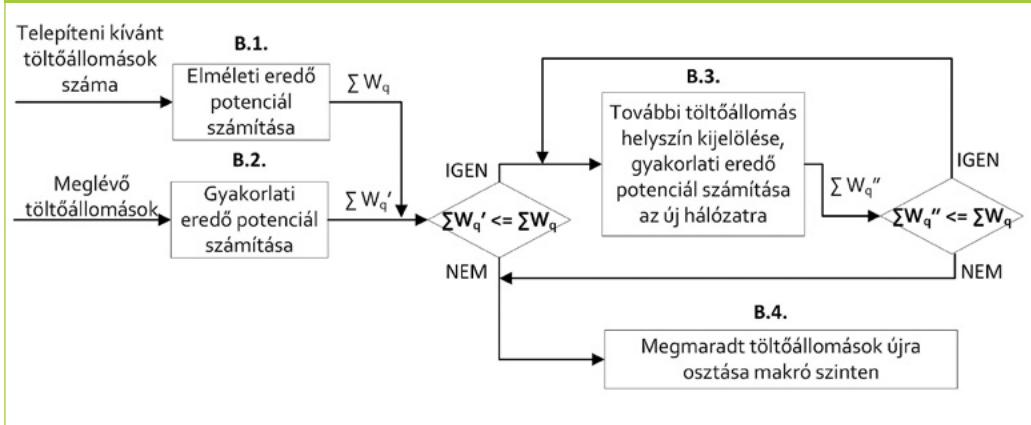 Telepíteni kívánt
töltőállomások
száma
B.1.
Elméleti eredő
potenciál
számítása
∑ Wq
Meglévő
töltőállomások
B.2.
Gyakorlati
eredő potenciál
számítása
∑ Wq'
IGEN
∑Wq' <= ∑Wq
NEM
B.3.
További töltőállomás
helyszín kijelölése,
gyakorlati eredő
potenciál számítása
az új hálózatra
∑ Wq''
IGEN
∑Wq'' <= ∑Wq
NEM
B.4.
Megmaradt töltőállomások újra
osztása makró szinten